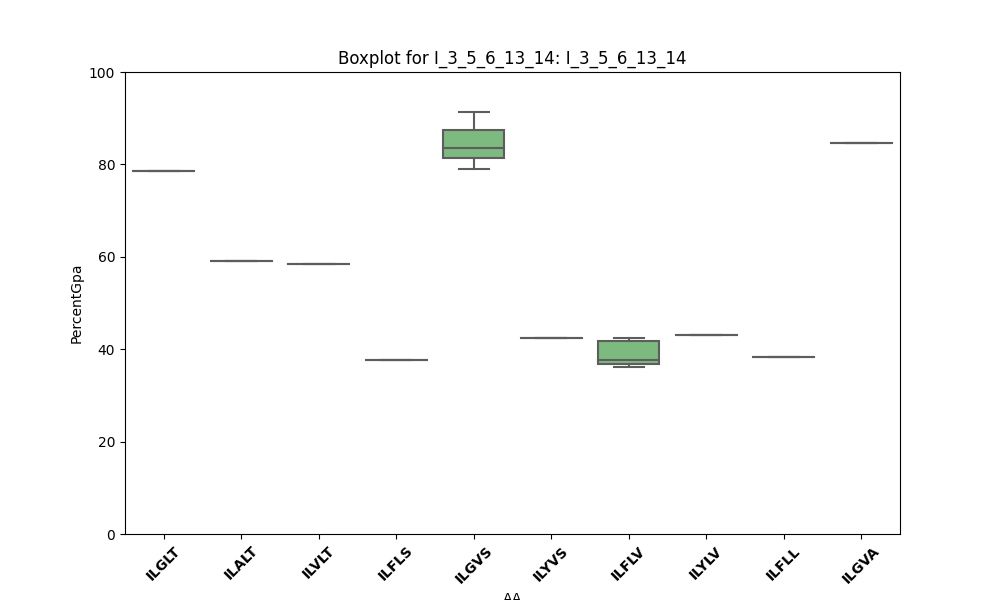 Boxplot for I_3_5_6_13_14: I_3_5_6_13_14
100
80
60
40
20
0
PercentGpa
ILGLT
ILALT
ILVLT
ILFLS
ILGVS
ILYVS
ILFLV
ILYLV
ILFLL
ILGVA
AA